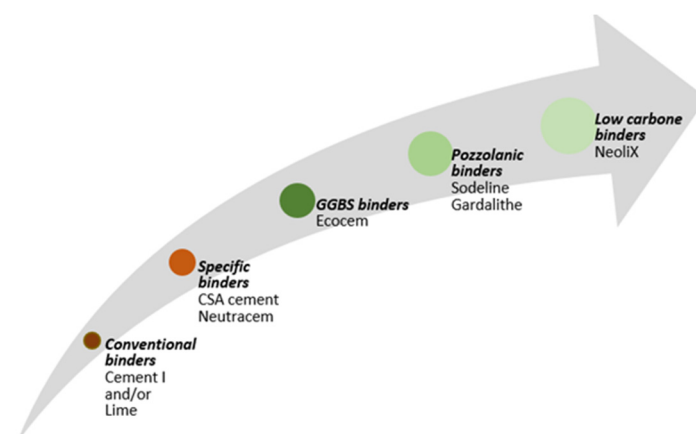 Low carbone
binders
NeoliX
Pozzolanic
binders
Sodeline
Gardalithe
GGBS binders
Ecocem
Specific
binders
CSA cement
Neutracem
Conventional
binders
Cement I
and/or
Lime